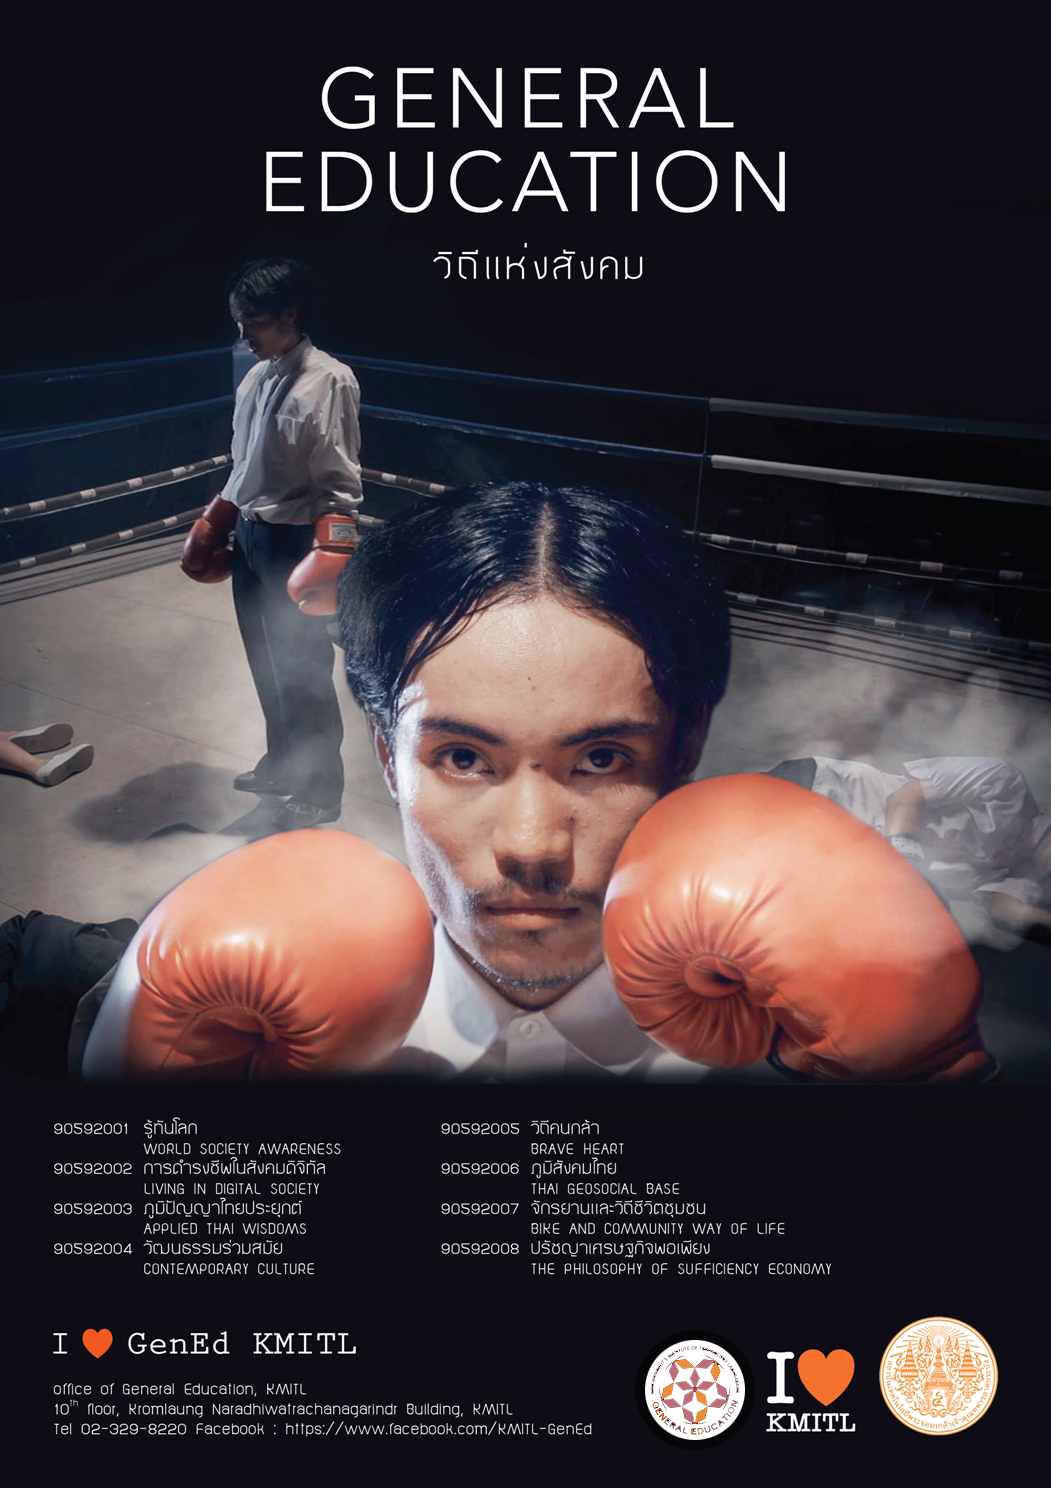 GENERAL
EDUCATION
วิถีแห่งสังคม
90592001 รู้ทันโลก
WORLD SOCIETY AWARENESS
90592002 การดำรงชีพในสังคมดิจิทัล
LIVING IN DIGITAL SOCIETY
90592003 ภูมิปัญญาไทยประยุกต์
APPLIED THAI WISDOMS
90592004 วัฒนธรรมร่วมสมัย
CONTEMPORARY CULTURE
90592005 วิถีคนกล้า
BRAVE HEART
90592006 ภูมิสังคมไทย
THAI GEOSOCIAL BASE
90592007 จักรยานและวิถีชีวิตชุมชน
BIKE AND COMMUNITY WAY OF LIFE
90592008 ปรัชญาเศรษฐกิจพอเพียง
THE PHILOSOPHY OF SUFFICIENCY ECONOMY
I GenEd KMITL
office of General Education, KMITL
10th floor, Kromlaung Naradhiwatrachanagarindr Building, KMITL
Tel 02-329-8220 Facebook : https://www.facebook.com/KMITL-GenEd
GENERAL EDUCATION
I
KMITL